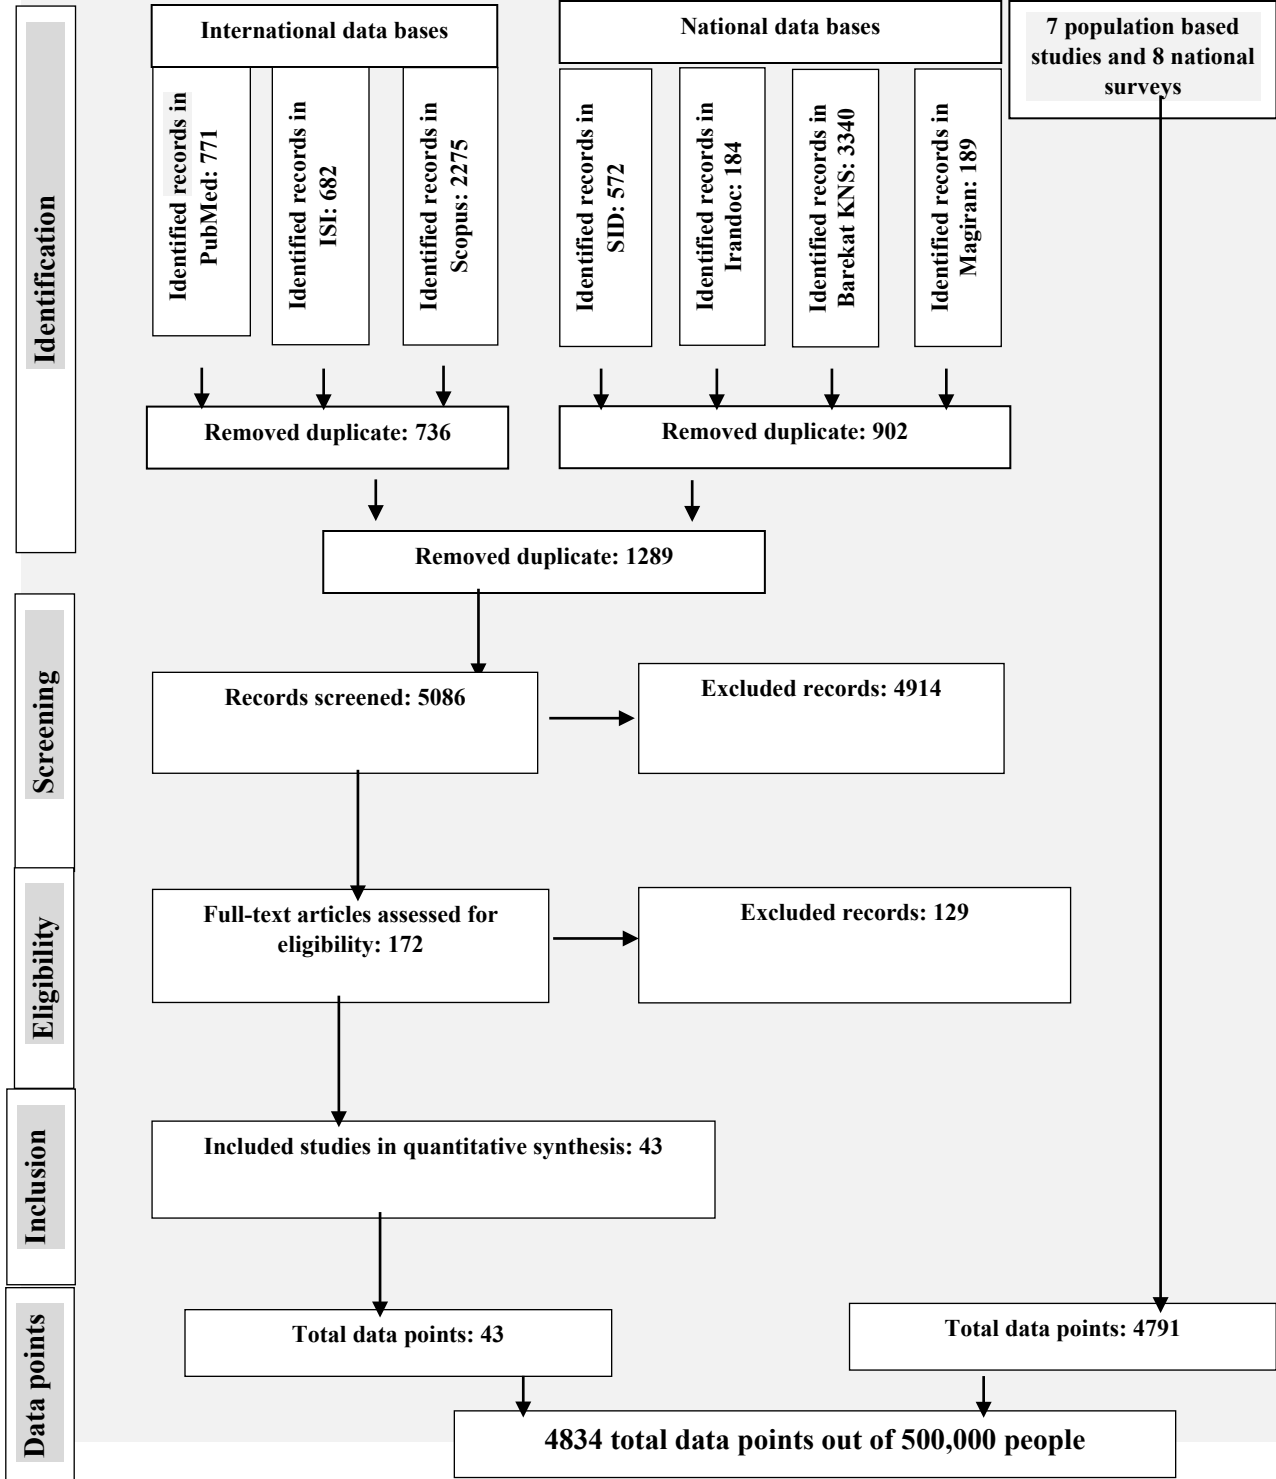 Identification
International data bases
National data bases
7 population based
studies and 8 national
surveys
Identified records in
PubMed: 771
Identified records in
ISI: 682
Identified records in
Scopus: 2275
Identified records in
SID: 572
Identified records in
Irandoc: 184
Identified records in
Barekat KNS: 3340
Identified records in
Magiran: 189
Removed duplicate: 736
Removed duplicate: 902
Removed duplicate: 1289
Screening
Records screened: 5086
Excluded records: 4914
Eligibility
Full-text articles assessed for
eligibility: 172
Excluded records: 129
Inclusion
Included studies in quantitative synthesis: 43
Data points
Total data points: 43
Total data points: 4791
4834 total data points out of 500,000 people